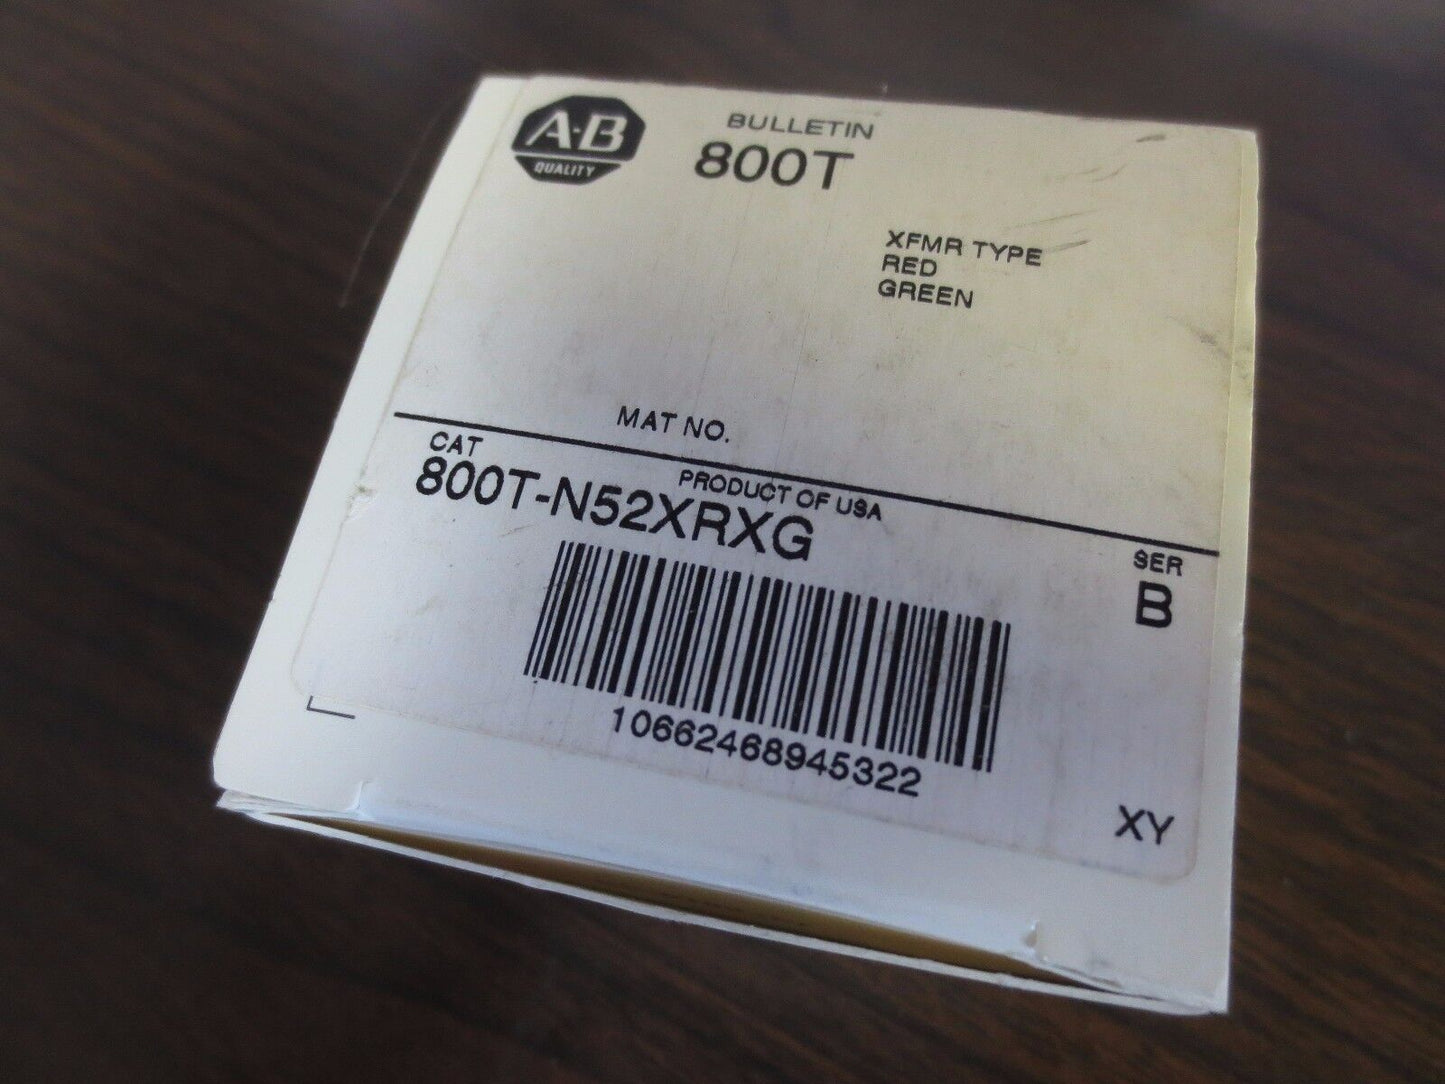 A-B
QUALITY
BULLETIN
800T
XFMR TYPE
RED
GREEN
MAT NO.
CAT
PRODUCT OF USA
800T-N52XRXG
SER
B
10662468945322
XY